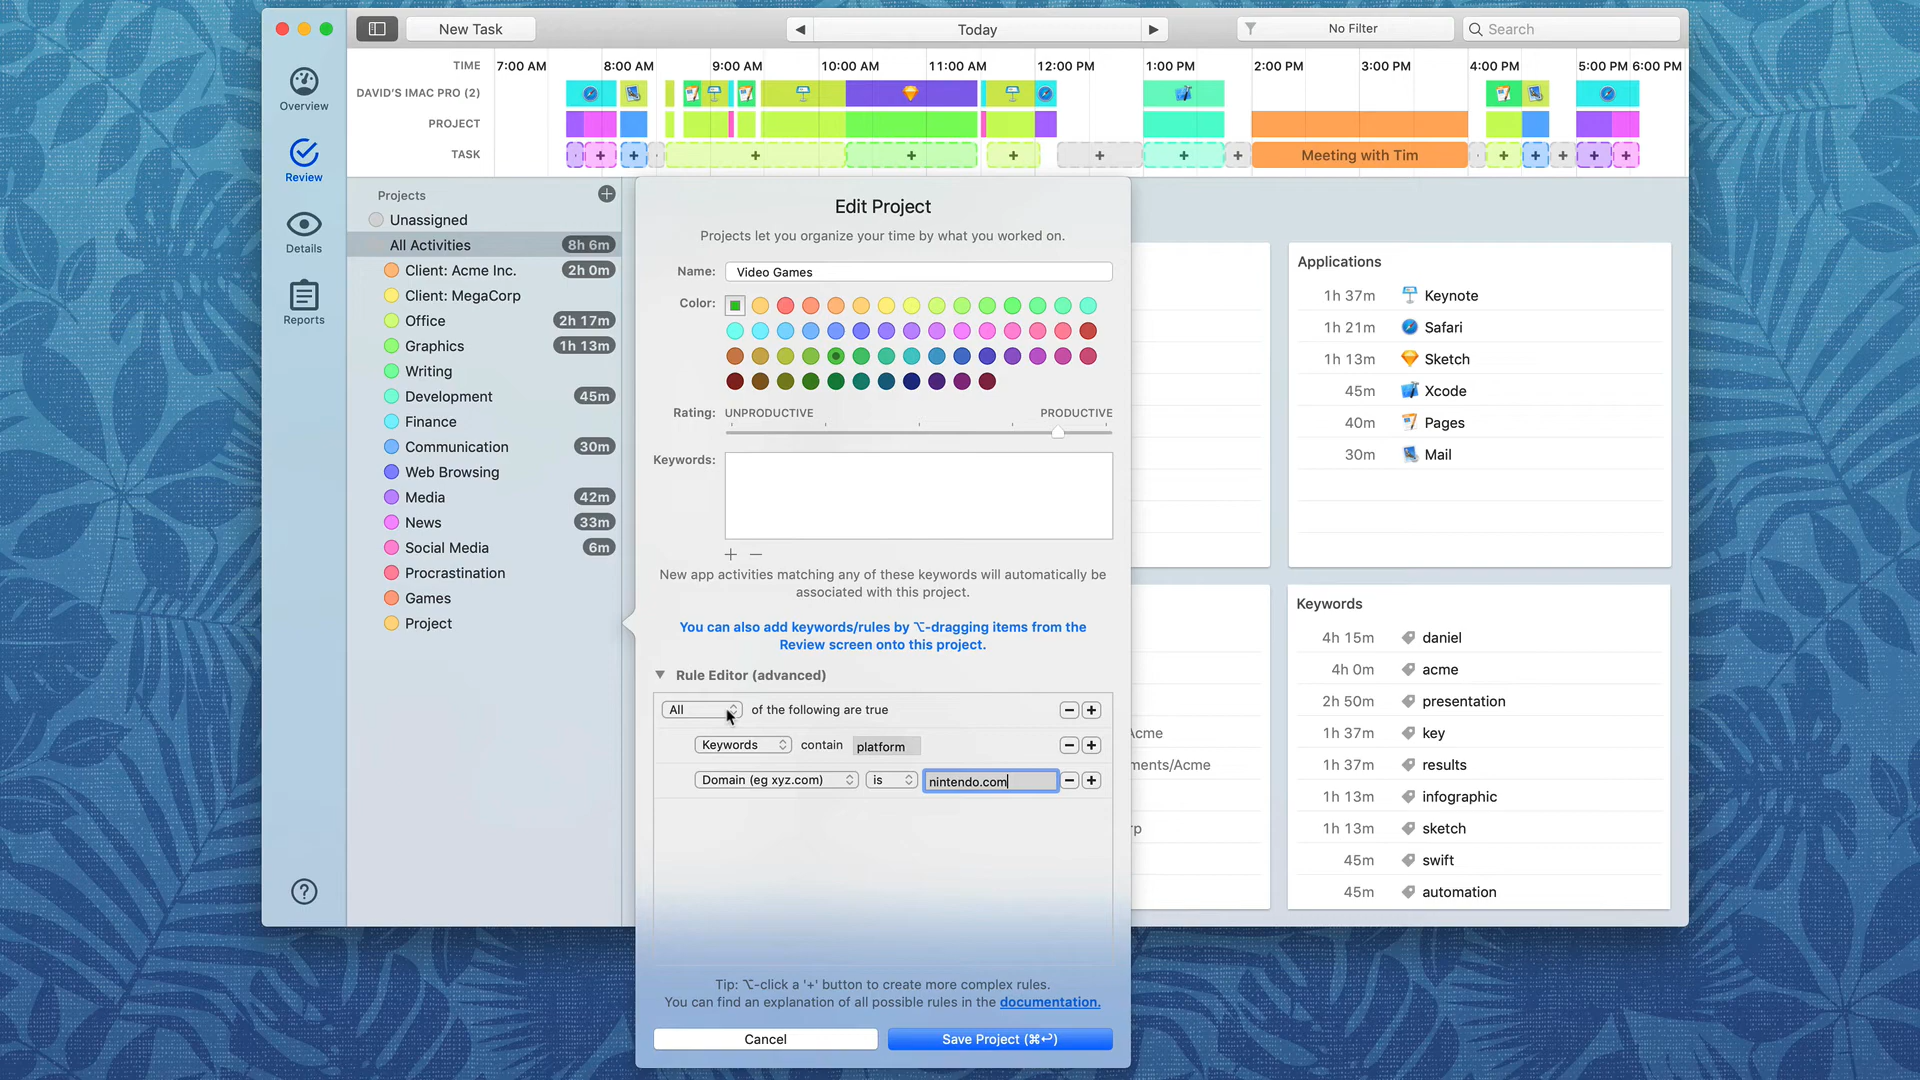 New Task
Today
No Filter
Search
TIME
7:00 AM
8:00 AM
9:00 AM
10:00 AM
11:00 AM
12:00 PM
1:00 PM
2:00 PM
3:00 PM
4:00 PM
5:00 PM
6:00 PM
DAVID'S IMAC PRO (2)
PROJECT
TASK
Meeting with Tim
Overview
Review
Details
Reports
Projects
Unassigned
All Activities 8h 6m
Client: Acme Inc. 2h 0m
Client: MegaCorp
Office 2h 17m
Graphics 1h 13m
Writing
Development 45m
Finance
Communication 30m
Web Browsing
Media 42m
News 33m
Social Media 6m
Procrastination
Games
Project
Edit Project
Projects let you organize your time by what you worked on.
Name: Video Games
Color:
Rating: UNPRODUCTIVE PRODUCTIVE
Keywords:
New app activities matching any of these keywords will automatically be
associated with this project.
You can also add keywords/rules by ⌥-dragging items from the
Review screen onto this project.
Rule Editor (advanced)
All of the following are true
Keywords contain platform
Domain (eg xyz.com) is nintendo.com
Tip: ⌥-click a '+' button to create more complex rules.
You can find an explanation of all possible rules in the documentation.
Cancel
Save Project (⌘↩)
ments/Acme
Applications
1h 37m Keynote
1h 21m Safari
1h 13m Sketch
45m Xcode
40m Pages
30m Mail
Keywords
4h 15m daniel
4h 0m acme
2h 50m presentation
1h 37m key
1h 37m results
1h 13m infographic
1h 13m sketch
45m swift
45m automation